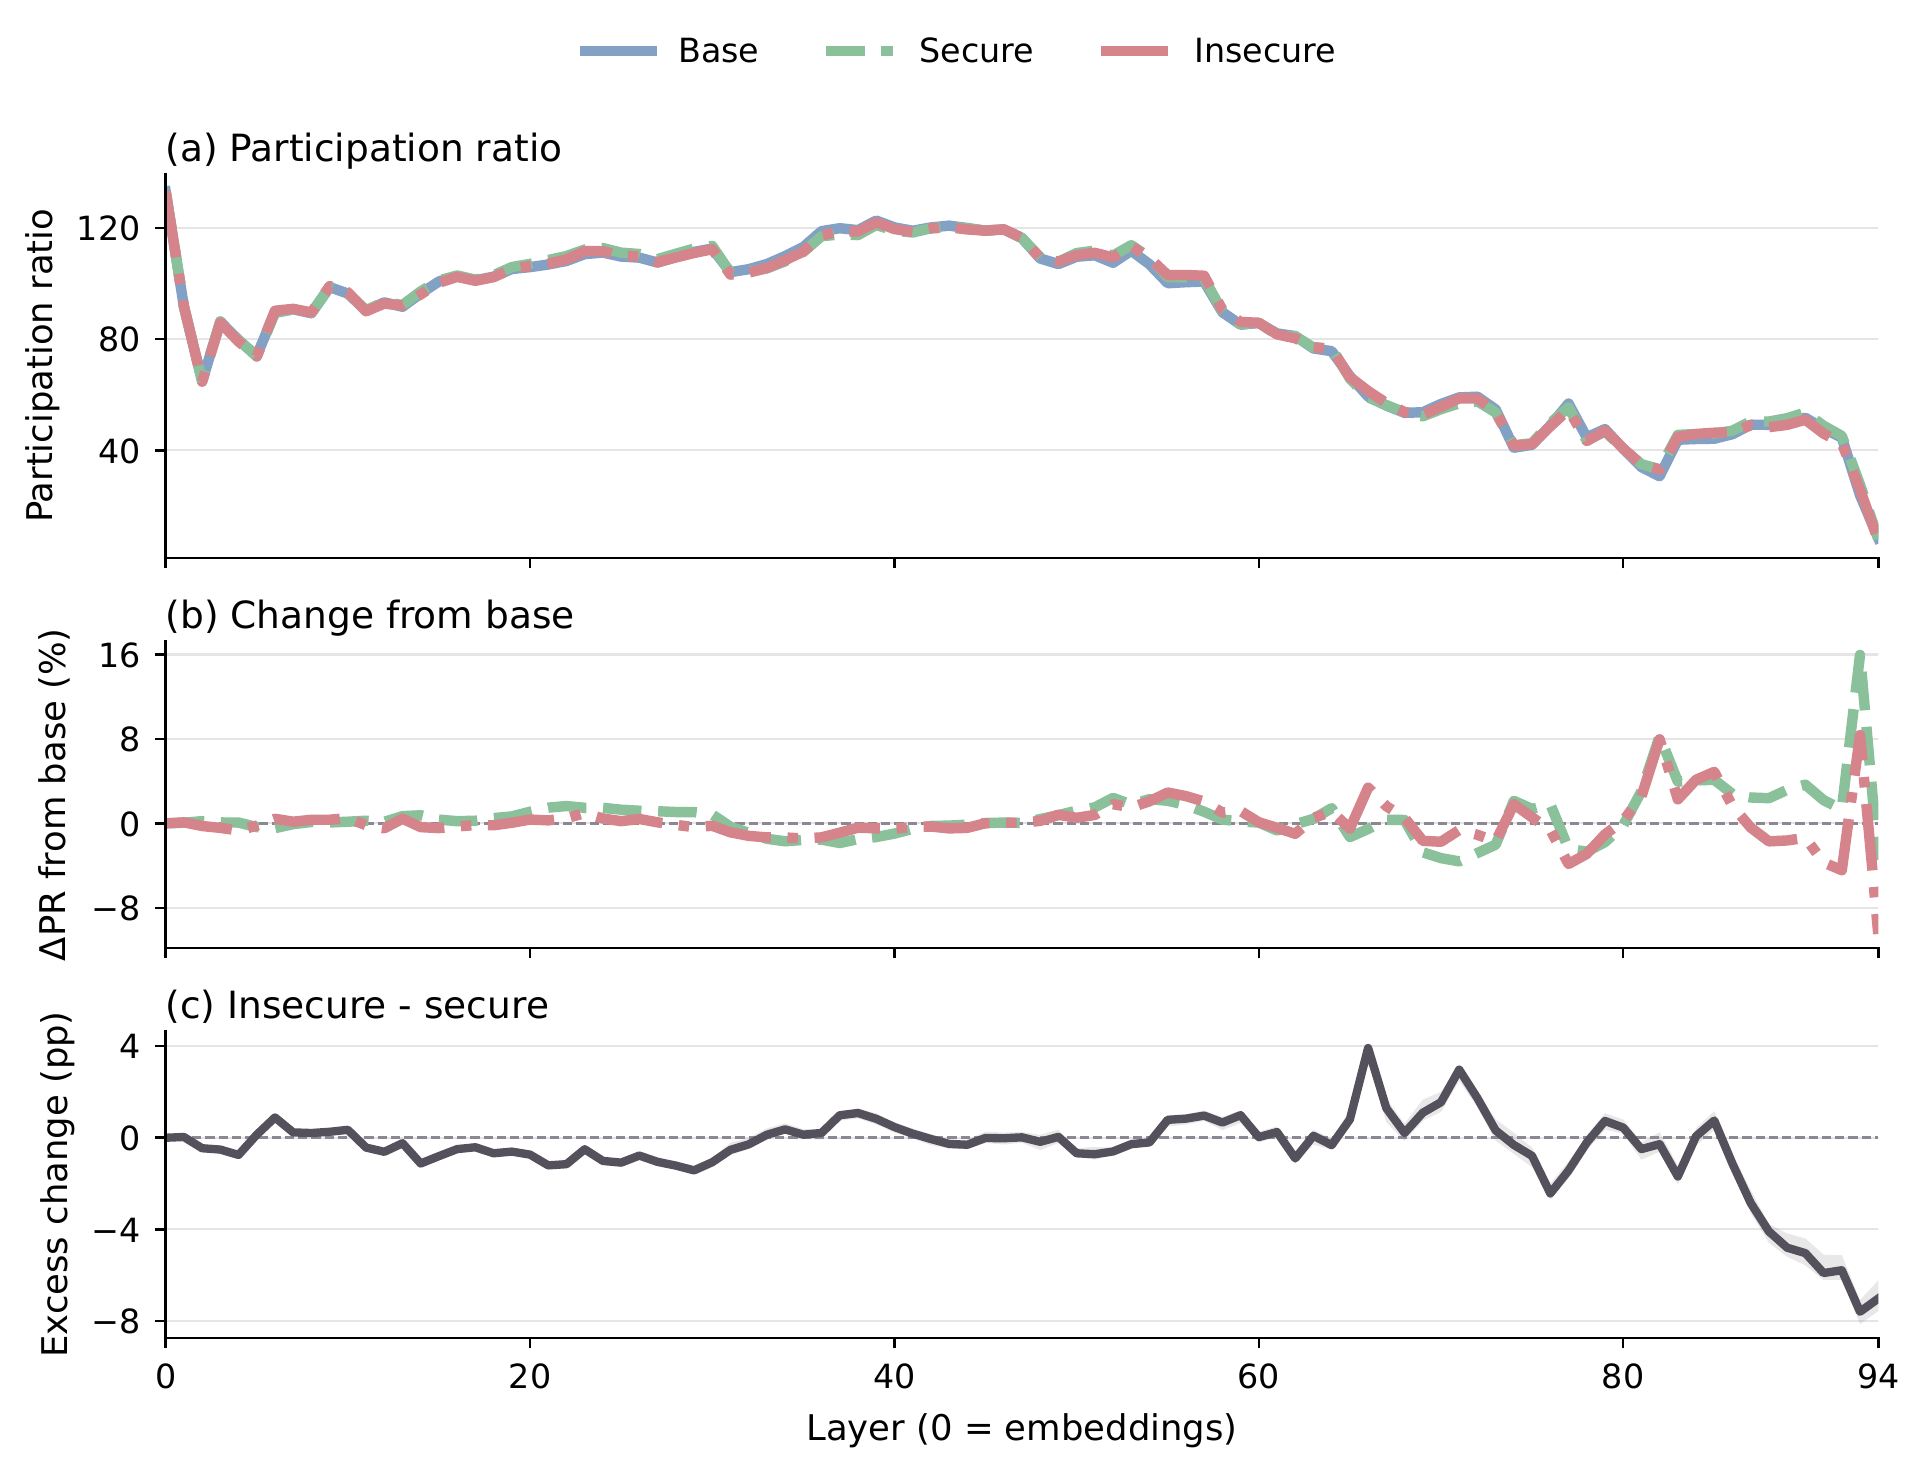 Base Secure Insecure
(a) Participation ratio
Participation ratio
120
80
40
(b) Change from base
ΔPR from base (%)
16
8
0
−8
(c) Insecure - secure
Excess change (pp)
4
0
−4
−8
0 20 40 60 80 94
Layer (0 = embeddings)